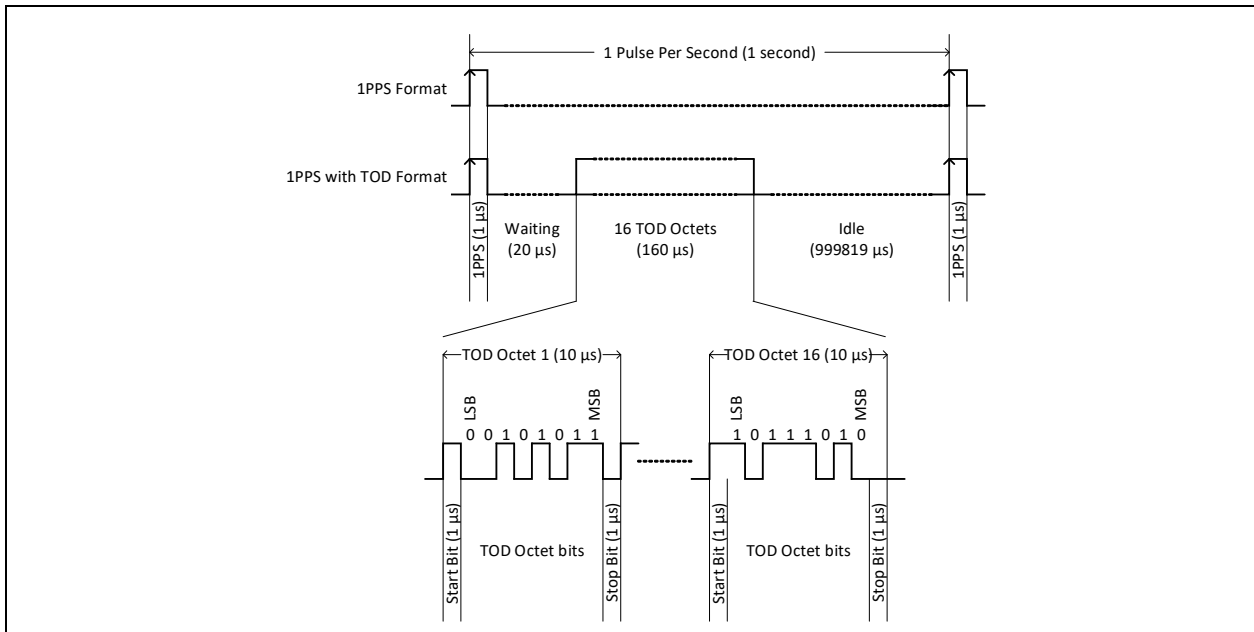 1 Pulse Per Second (1 second)
1PPS Format
1PPS with TOD Format
1PPS (1 µs)
Waiting
(20 µs)
16 TOD Octets
(160 µs)
Idle
(999819 µs)
1PPS (1 µs)
TOD Octet 1 (10 µs)
TOD Octet 16 (10 µs)
LSB
MSB
LSB
MSB
0 0 1 0 1 0 1 1
1 0 1 1 1 0 1 0
Start Bit (1 µs)
TOD Octet bits
Stop Bit (1 µs)
Start Bit (1 µs)
TOD Octet bits
Stop Bit (1 µs)